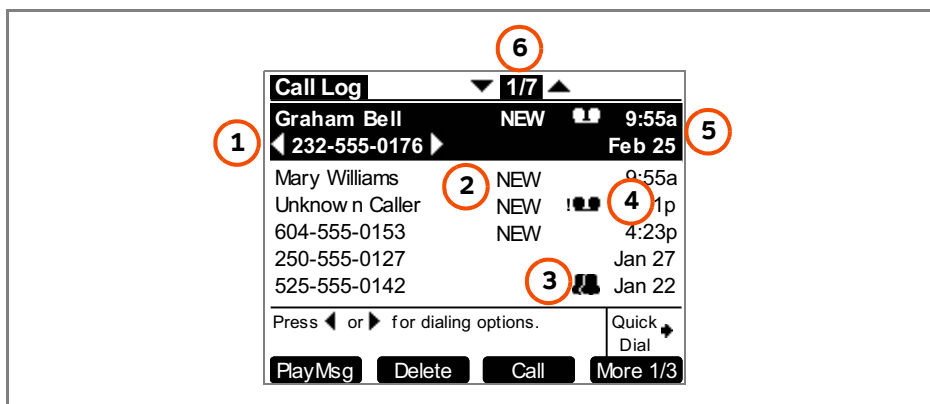 6
Call Log 1/7
Graham Bell NEW 9:55a
1 232-555-0176 Feb 25 5
Mary Williams 2 NEW 9:55a
Unknow n Caller NEW ! 4 1p
604-555-0153 NEW 4:23p
250-555-0127 Jan 27
525-555-0142 3 Jan 22
Press or for dialing options. Quick
Dial
PlayMsg Delete Call More 1/3